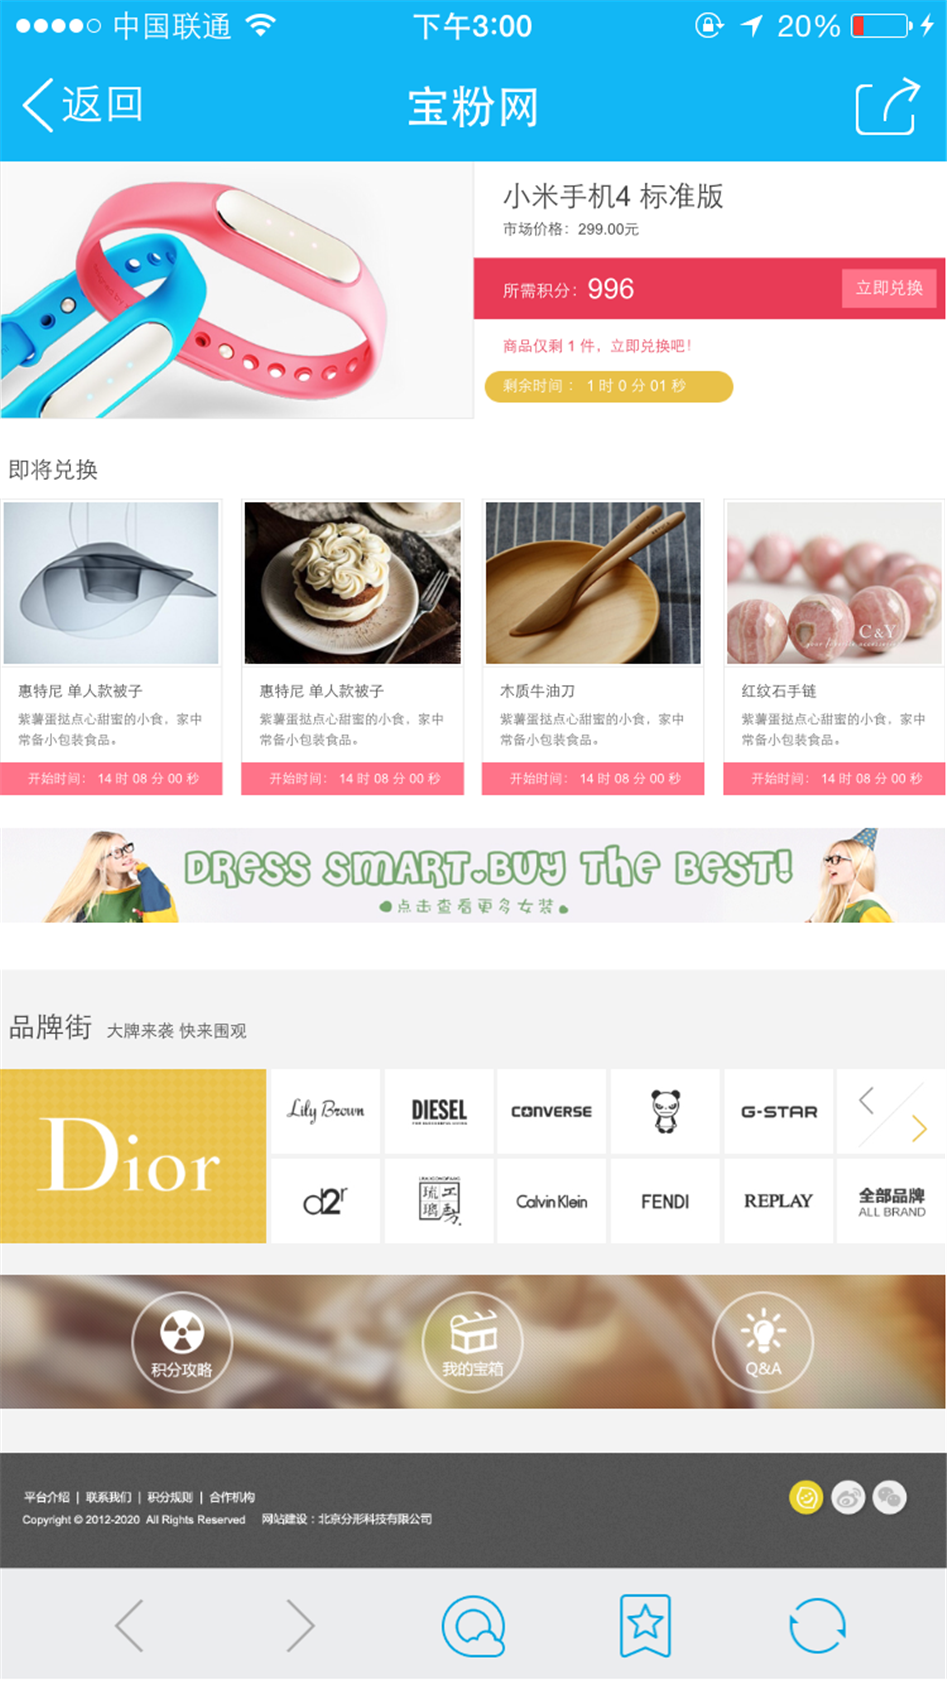 中国联通 下午3:00 20%
返回 宝粉网
小米手机4 标准版
市场价格：299.00元
所需积分：996 立即兑换
商品仅剩 1 件，立即兑换吧！
剩余时间 ： 1 时 0 分 01 秒
即将兑换
C&Y
惠特尼 单人款被子
紫薯蛋挞点心甜蜜的小食，家中
常备小包装食品。
开始时间： 14 时 08 分 00 秒
惠特尼 单人款被子
紫薯蛋挞点心甜蜜的小食，家中
常备小包装食品。
开始时间： 14 时 08 分 00 秒
木质牛油刀
紫薯蛋挞点心甜蜜的小食，家中
常备小包装食品。
开始时间： 14 时 08 分 00 秒
红纹石手链
紫薯蛋挞点心甜蜜的小食，家中
常备小包装食品。
开始时间： 14 时 08 分 00 秒
DRESS SMART.BUY The BEST!
点击查看更多女装
品牌街 大牌来袭 快来围观
Dior
Lily Brown
DIESEL
FOR SUCCESSFUL LIVING
CONVERSE
G-STAR
d2r
琉璃工房
Calvin Klein
FENDI
REPLAY
全部品牌
ALL BRAND
积分攻略 我的宝箱 Q&A
平台介绍 | 联系我们 | 积分规则 | 合作机构
Copyright © 2012-2020 All Rights Reserved 网站建设：北京分形科技有限公司